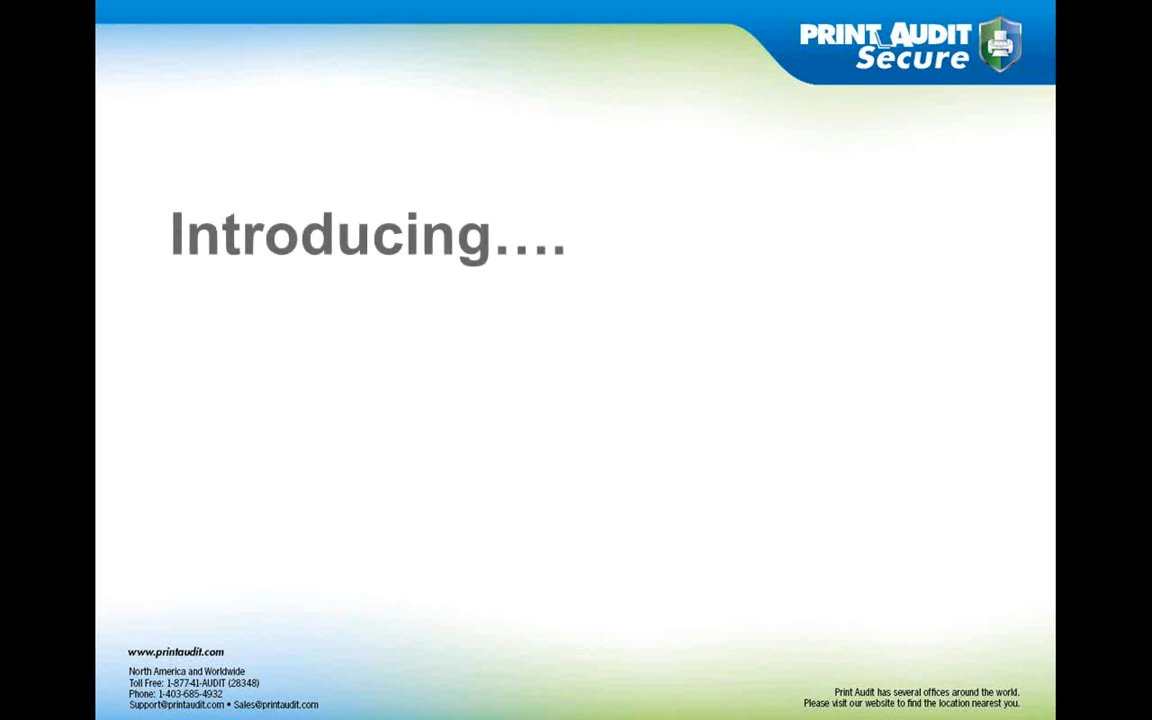 PRINT AUDIT
Secure
Introducing....
www.printaudit.com
North America and Worldwide
Toll Free: 1-877-41-AUDIT (28348)
Phone: 1-403-685-4932
Support@printaudit.com • Sales@printaudit.com
Print Audit has several offices around the world.
Please visit our website to find the location nearest you.